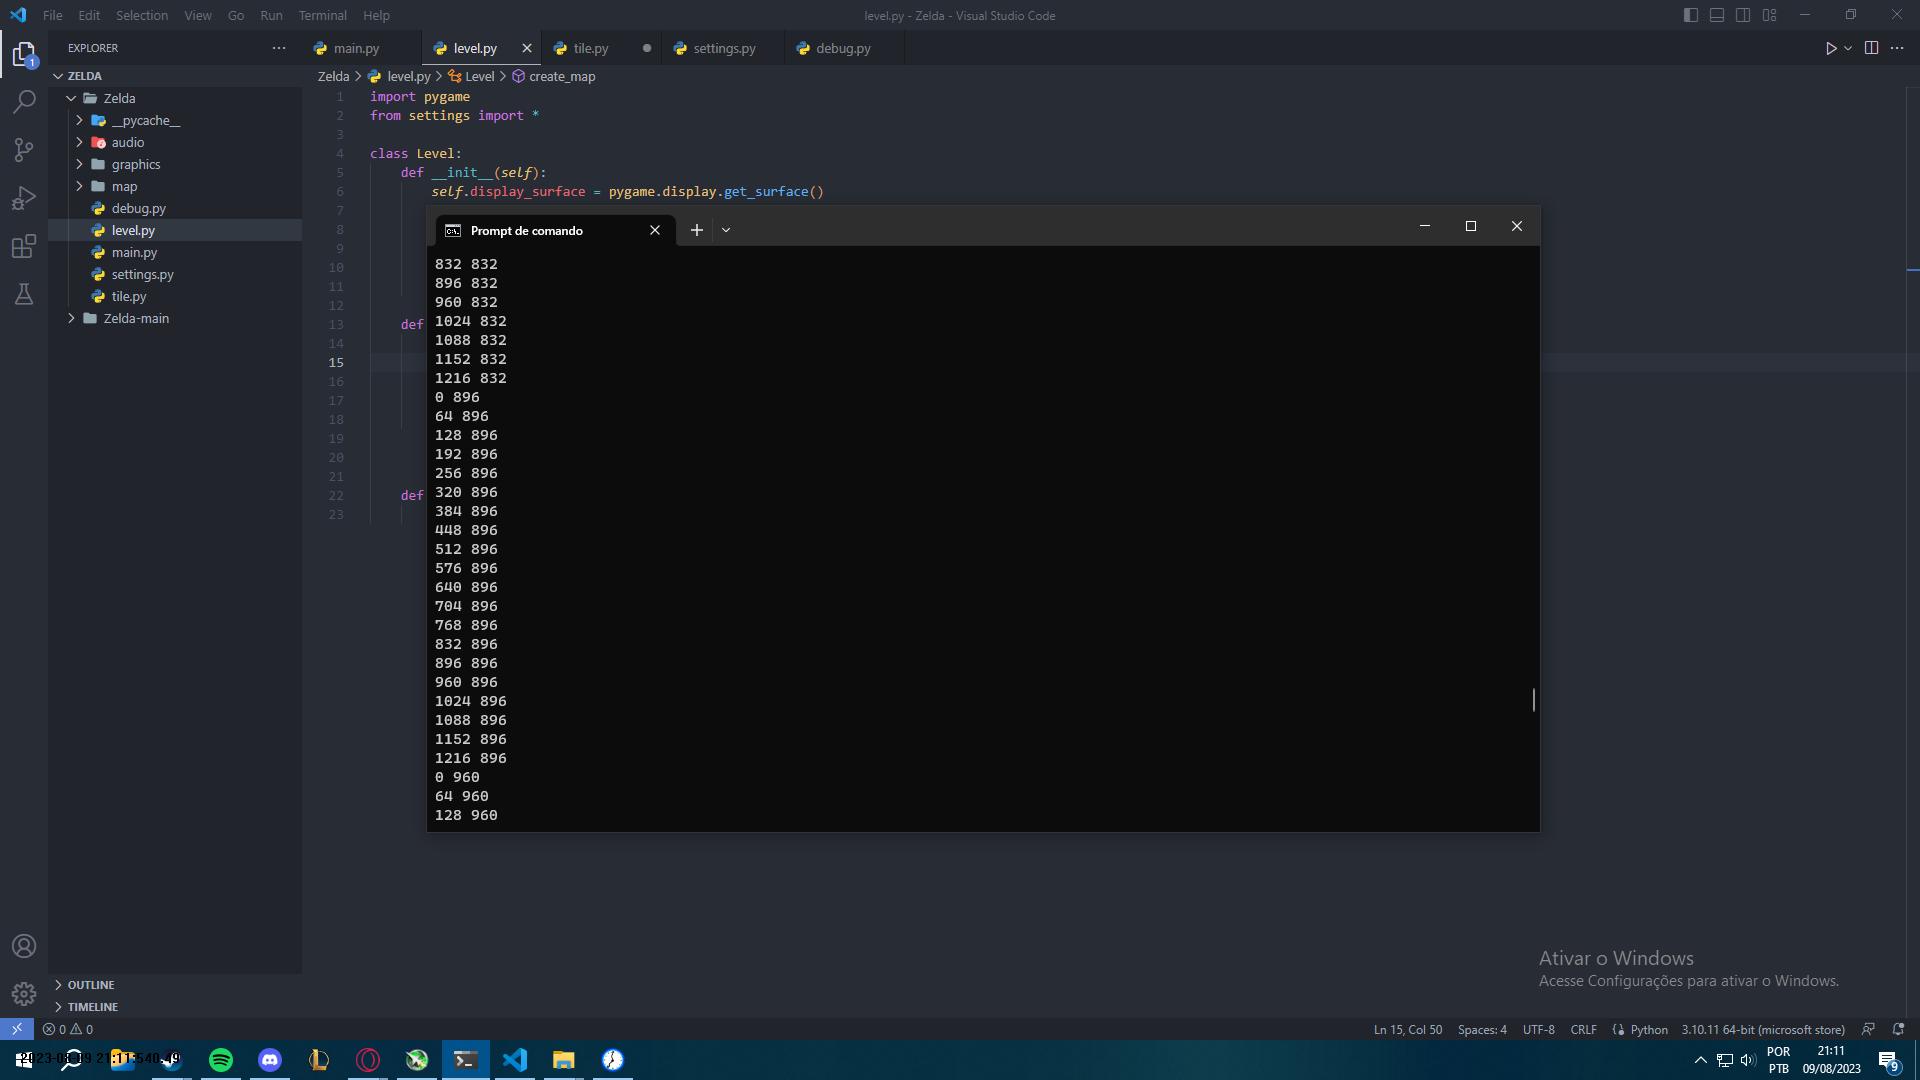 File Edit Selection View Go Run Terminal Help
level.py - Zelda - Visual Studio Code
EXPLORER
main.py
level.py
tile.py
settings.py
debug.py
ZELDA
Zelda
__pycache__
audio
graphics
map
debug.py
level.py
main.py
settings.py
tile.py
Zelda-main
OUTLINE
TIMELINE
Zelda > level.py > Level > create_map
1 import pygame
2 from settings import *
3
4 class Level:
5 def __init__(self):
6 self.display_surface = pygame.display.get_surface()
7
8
9
10
11
12
13 def
14
15
16
17
18
19
20
21
22 def
23
Prompt de comando
832 832
896 832
960 832
1024 832
1088 832
1152 832
1216 832
0 896
64 896
128 896
192 896
256 896
320 896
384 896
448 896
512 896
576 896
640 896
704 896
768 896
832 896
896 896
960 896
1024 896
1088 896
1152 896
1216 896
0 960
64 960
128 960
Ativar o Windows
Acesse Configurações para ativar o Windows.
1
0 0
Ln 15, Col 50 Spaces: 4 UTF-8 CRLF Python 3.10.11 64-bit (microsoft store)
POR
PTB
21:11
09/08/2023
9